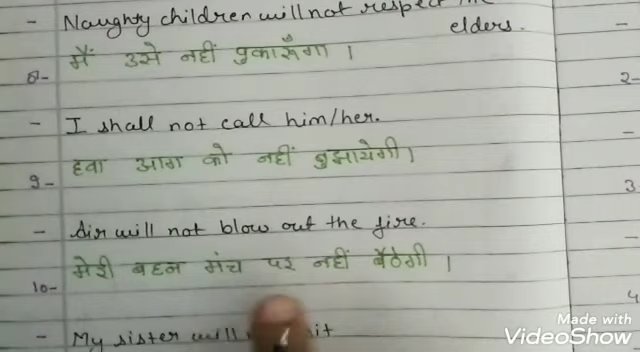 - Naughty children will not respect the
elders.
8- मैं उसे नहीं पुकारूँगा ।
- I shall not call him/her.
9- हवा आग को नहीं बुझायेगी ।
- Air will not blow out the fire.
10- मेरी बहन मंच पर नहीं बैठेगी ।
- My sister will sit
-
2-
-
3
-
4
Made with
VideoShow